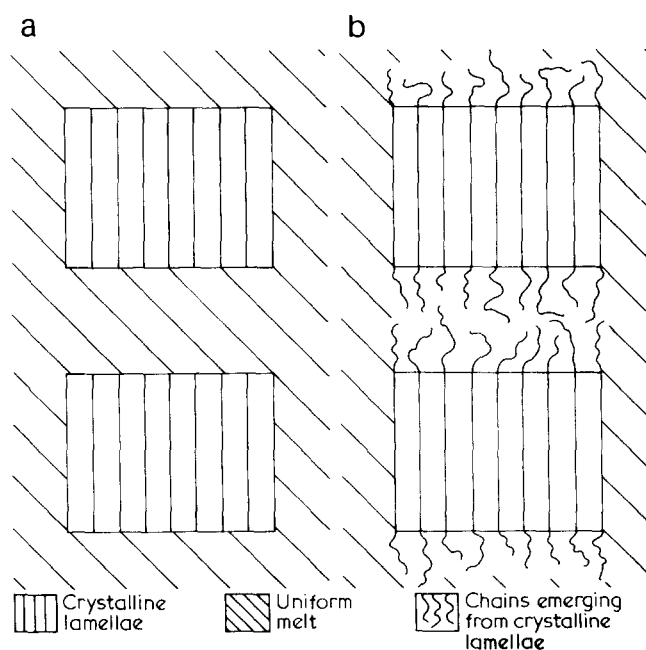 a
b
Crystalline
lamellae
Uniform
melt
Chains emerging
from crystalline
lamellae